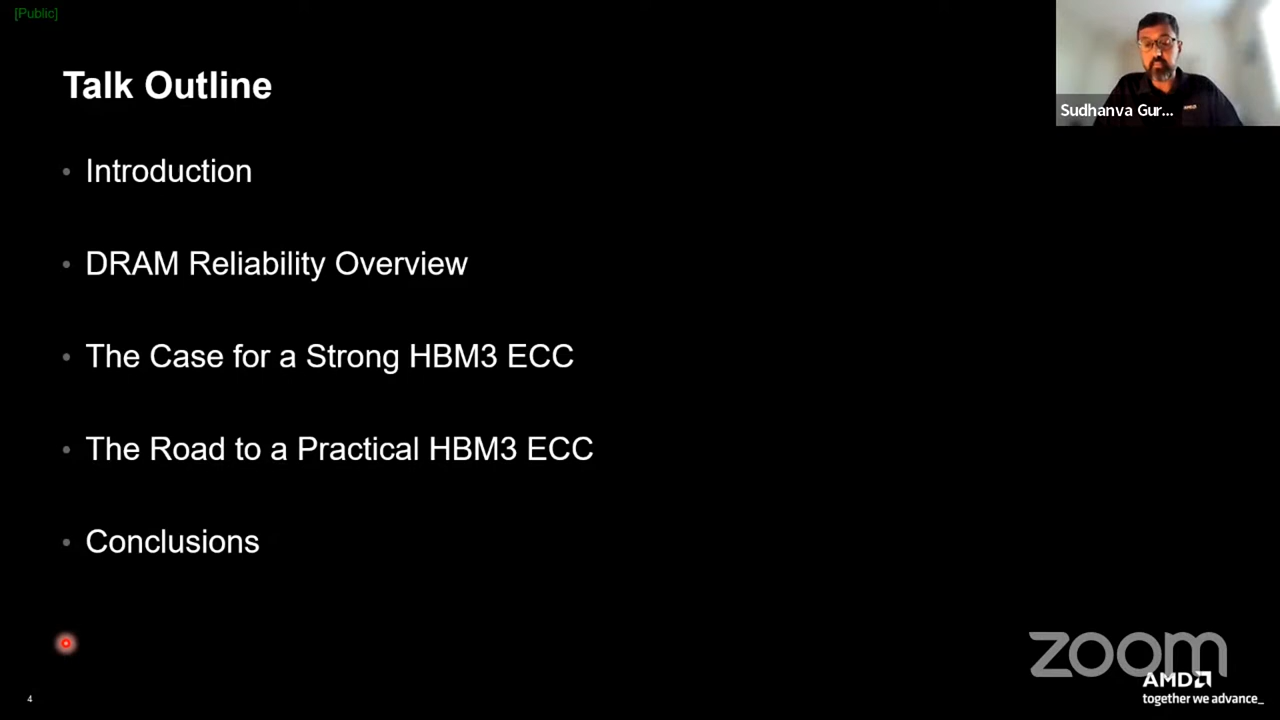 [Public]
Talk Outline
Sudhanva Gur...
• Introduction
• DRAM Reliability Overview
• The Case for a Strong HBM3 ECC
• The Road to a Practical HBM3 ECC
• Conclusions
zoom
AMD
together we advance_
4